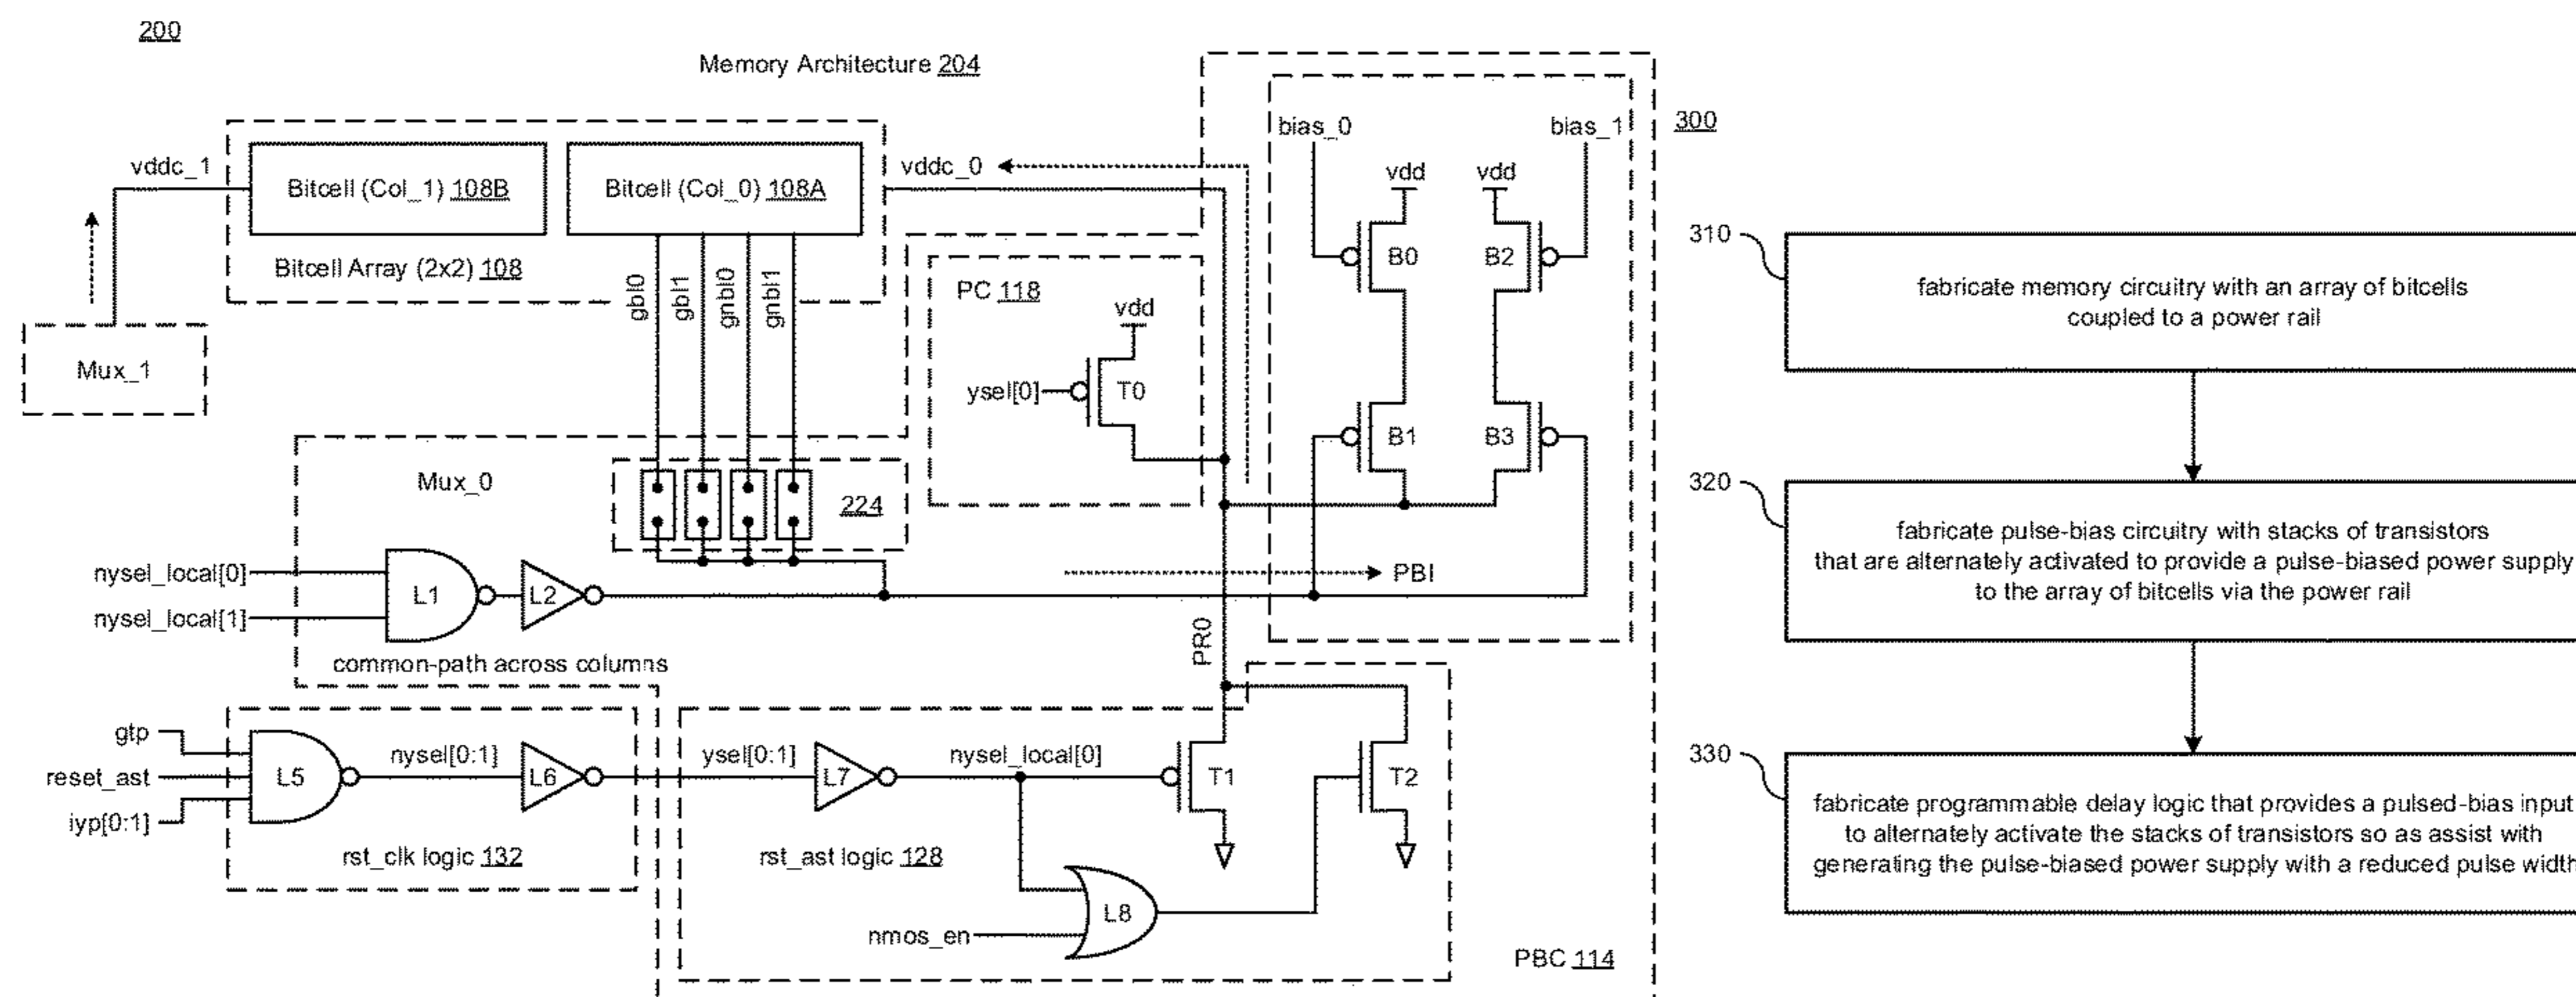 200
Memory Architecture 204
vddc_1
Bitcell (Col_1) 108B
Bitcell (Col_0) 108A
Bitcell Array (2x2) 108
vddc_0
Mux_1
gbl0
gbl1
gnbl0
gnbl1
PC 118
vdd
ysel[0]
T0
bias_0
bias_1
vdd
vdd
B0
B2
B1
B3
Mux_0
224
nysel_local[0]
nysel_local[1]
L1
L2
PBI
PR0
common-path across columns
gtp
reset_ast
iyp[0:1]
L5
nysel[0:1]
L6
rst_clk logic 132
ysel[0:1]
L7
nysel_local[0]
T1
T2
rst_ast logic 128
L8
nmos_en
PBC 114
300
310
fabricate memory circuitry with an array of bitcells
coupled to a power rail
320
fabricate pulse-bias circuitry with stacks of transistors
that are alternately activated to provide a pulse-biased power supply
to the array of bitcells via the power rail
330
fabricate programmable delay logic that provides a pulsed-bias input
to alternately activate the stacks of transistors so as assist with
generating the pulse-biased power supply with a reduced pulse width